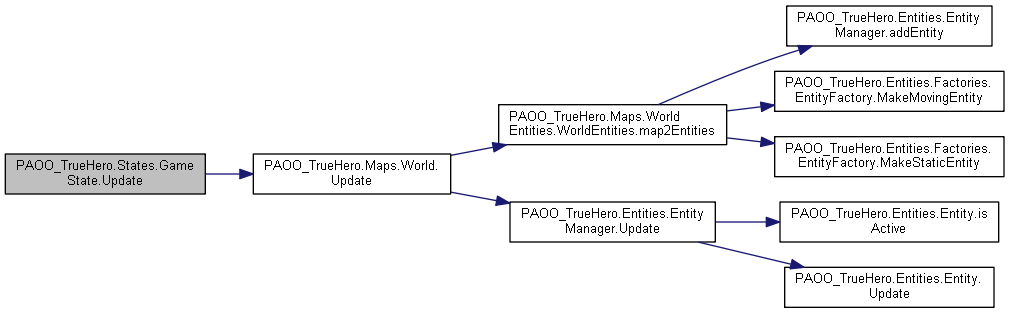 PAOO_TrueHero.States.Game
State.Update
PAOO_TrueHero.Maps.World.
Update
PAOO_TrueHero.Maps.World
Entities.WorldEntities.map2Entities
PAOO_TrueHero.Entities.Entity
Manager.addEntity
PAOO_TrueHero.Entities.Factories.
EntityFactory.MakeMovingEntity
PAOO_TrueHero.Entities.Factories.
EntityFactory.MakeStaticEntity
PAOO_TrueHero.Entities.Entity
Manager.Update
PAOO_TrueHero.Entities.Entity.is
Active
PAOO_TrueHero.Entities.Entity.
Update